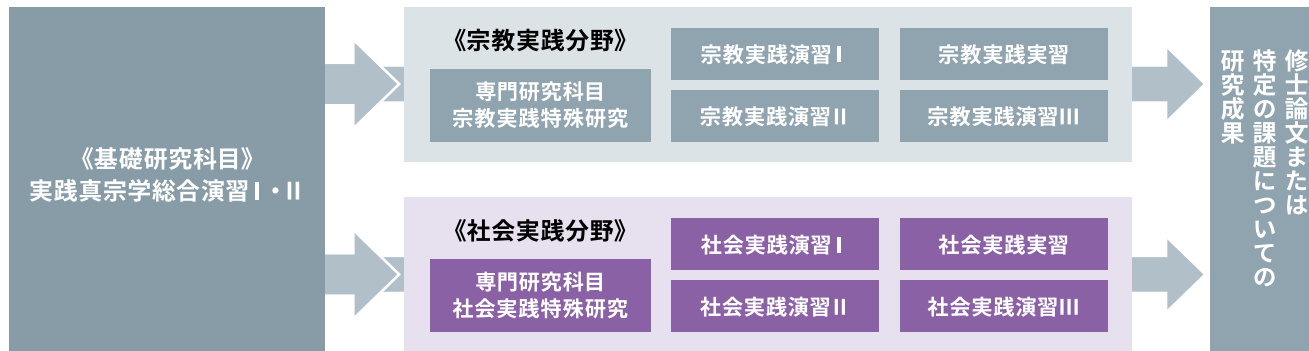 《基礎研究科目》
実践真宗学総合演習Ⅰ・Ⅱ
《宗教実践分野》
専門研究科目
宗教実践特殊研究
宗教実践演習Ⅰ
宗教実践実習
宗教実践演習Ⅱ
宗教実践演習Ⅲ
《社会実践分野》
専門研究科目
社会実践特殊研究
社会実践演習Ⅰ
社会実践実習
社会実践演習Ⅱ
社会実践演習Ⅲ
修士論文または
特定の課題についての
研究成果